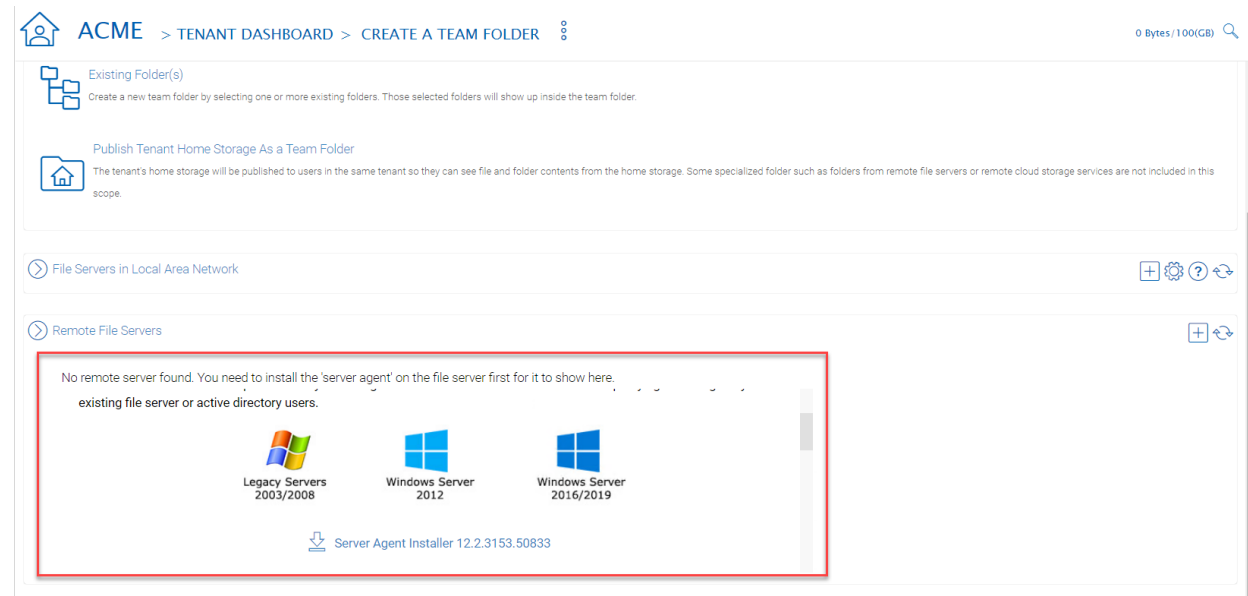 ACME > TENANT DASHBOARD > CREATE A TEAM FOLDER
0 Bytes/100(GB)
Existing Folder(s)
Create a new team folder by selecting one or more existing folders. Those selected folders will show up inside the team folder.
Publish Tenant Home Storage As a Team Folder
The tenant's home storage will be published to users in the same tenant so they can see file and folder contents from the home storage. Some specialized folder such as folders from remote file servers or remote cloud storage services are not included in this
scope.
File Servers in Local Area Network
Remote File Servers
No remote server found. You need to install the 'server agent' on the file server first for it to show here.
existing file server or active directory users.
Legacy Servers
2003/2008
Windows Server
2012
Windows Server
2016/2019
Server Agent Installer 12.2.3153.50833